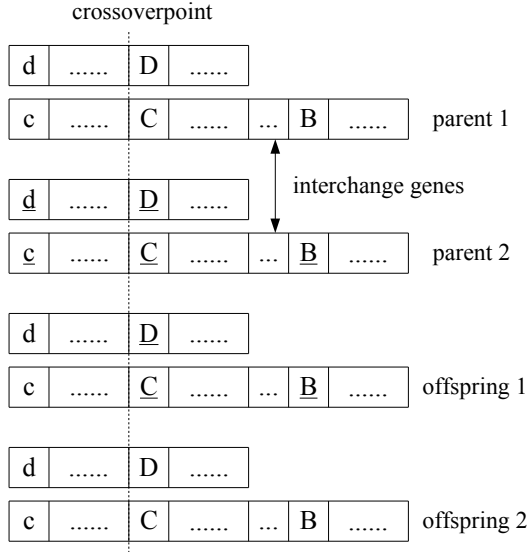 crossoverpoint
d ...... D ......
c ...... C ...... ... B ...... parent 1
interchange genes
d ...... D ......
c ...... C ...... ... B ...... parent 2
d ...... D ......
c ...... C ...... ... B ...... offspring 1
d ...... D ......
c ...... C ...... ... B ...... offspring 2